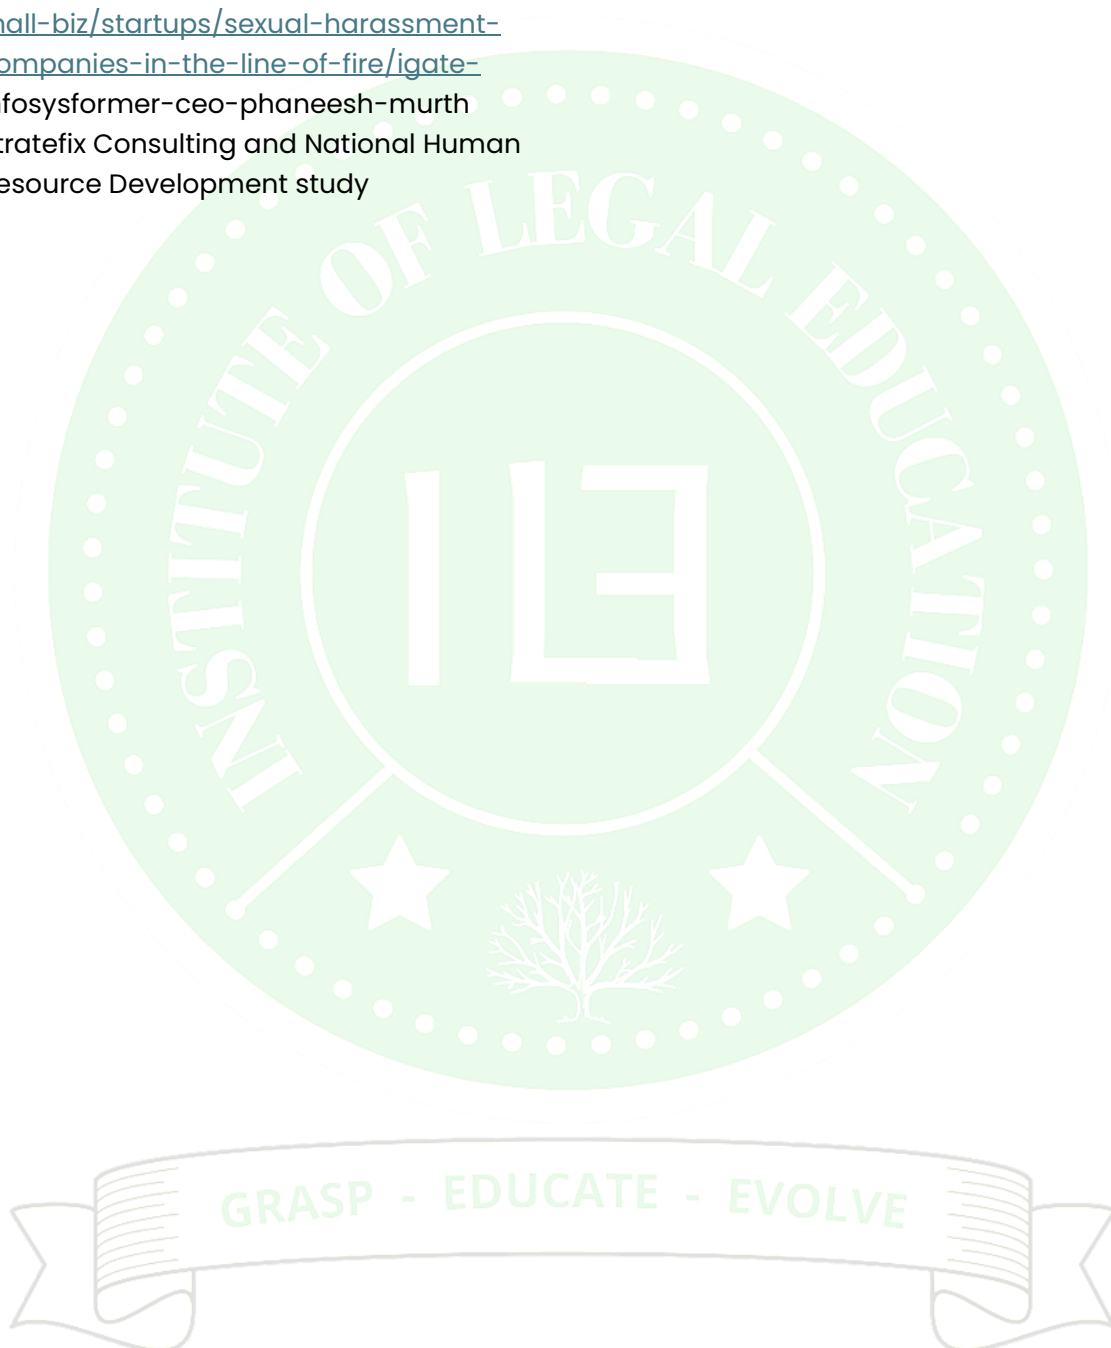 all-biz/startups/sexual-harassment-
ompanies-in-the-line-of-fire/igate-
nfosysformer-ceo-phaneesh-murth
tratefix Consulting and National Human
esource Development study
INSTITUTE OF LEGAL EDUCATION
ILE
GRASP - EDUCATE - EVOLVE